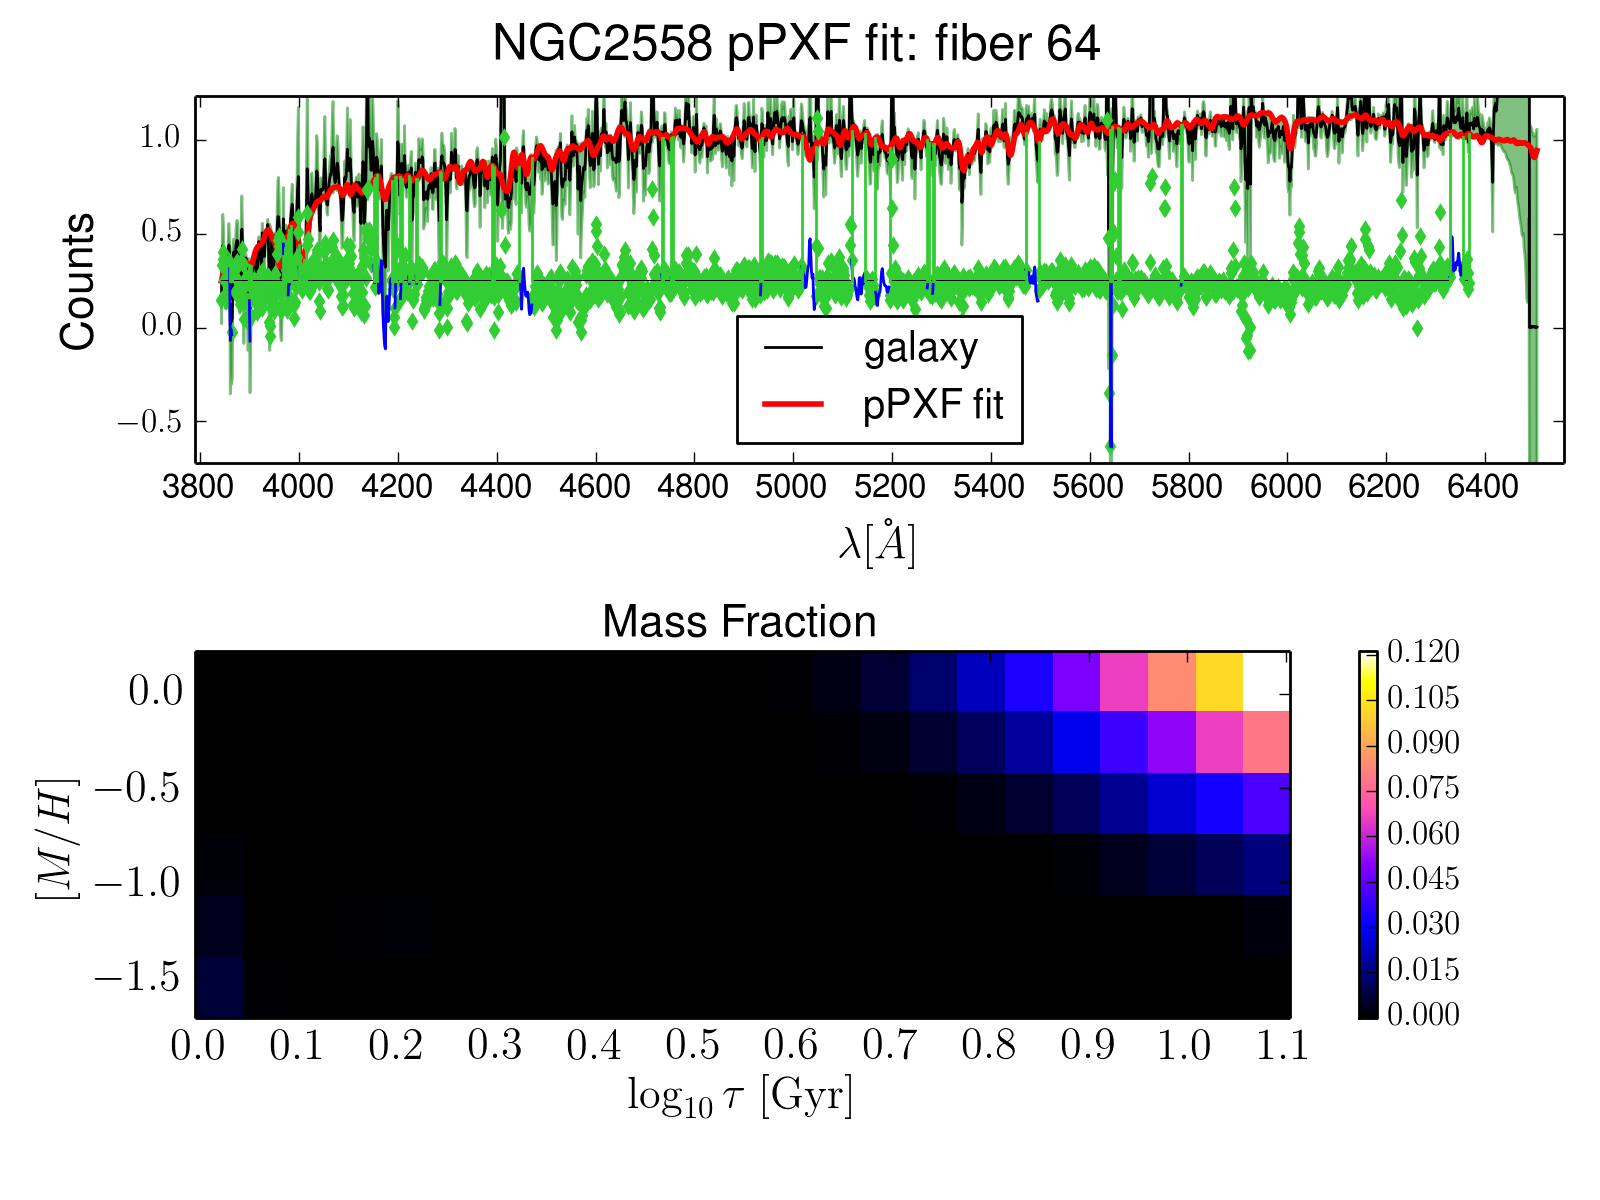 NGC2558 pPXF fit: fiber 64
Counts
1.0
0.5
0.0
−0.5
galaxy
pPXF fit
3800 4000 4200 4400 4600 4800 5000 5200 5400 5600 5800 6000 6200 6400
λ[Å]
Mass Fraction
[M/H]
0.0
−0.5
−1.0
−1.5
0.0 0.1 0.2 0.3 0.4 0.5 0.6 0.7 0.8 0.9 1.0 1.1
log₁₀ τ [Gyr]
0.120
0.105
0.090
0.075
0.060
0.045
0.030
0.015
0.000